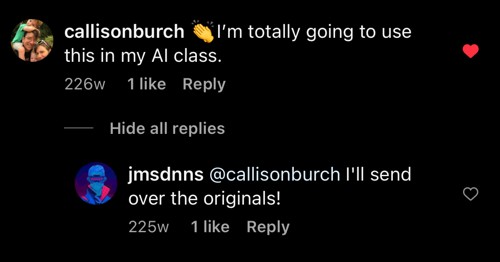 callisonburch 👏I’m totally going to use
this in my AI class.
226w 1 like Reply
Hide all replies
jmsdnns @callisonburch I'll send
over the originals!
225w 1 like Reply